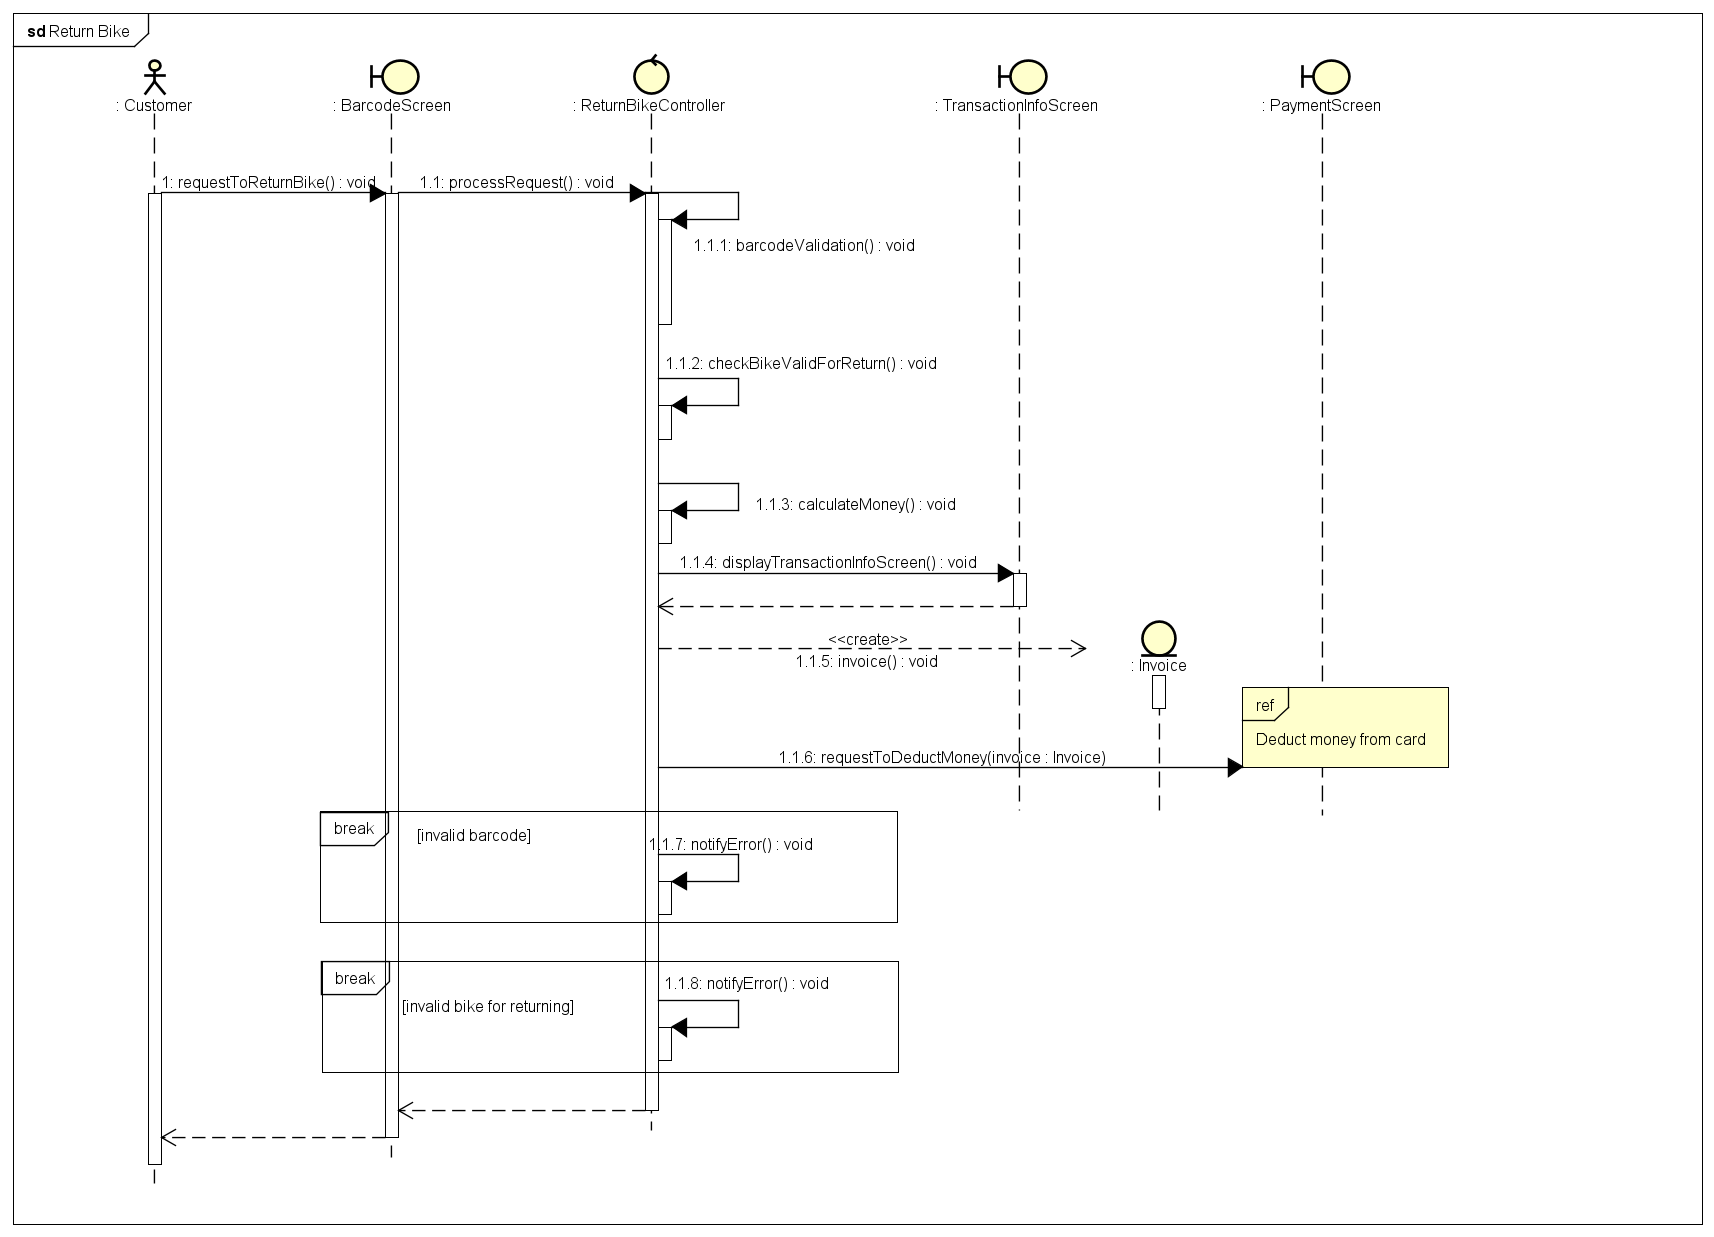 sd Return Bike
: Customer
: BarcodeScreen
: ReturnBikeController
: TransactionInfoScreen
: PaymentScreen
1: requestToReturnBike() : void
1.1: processRequest() : void
1.1.1: barcodeValidation() : void
1.1.2: checkBikeValidForReturn() : void
1.1.3: calculateMoney() : void
1.1.4: displayTransactionInfoScreen() : void
<<create>>
1.1.5: invoice() : void
: Invoice
ref
Deduct money from card
1.1.6: requestToDeductMoney(invoice : Invoice)
break
[invalid barcode]
1.1.7: notifyError() : void
break
1.1.8: notifyError() : void
[invalid bike for returning]